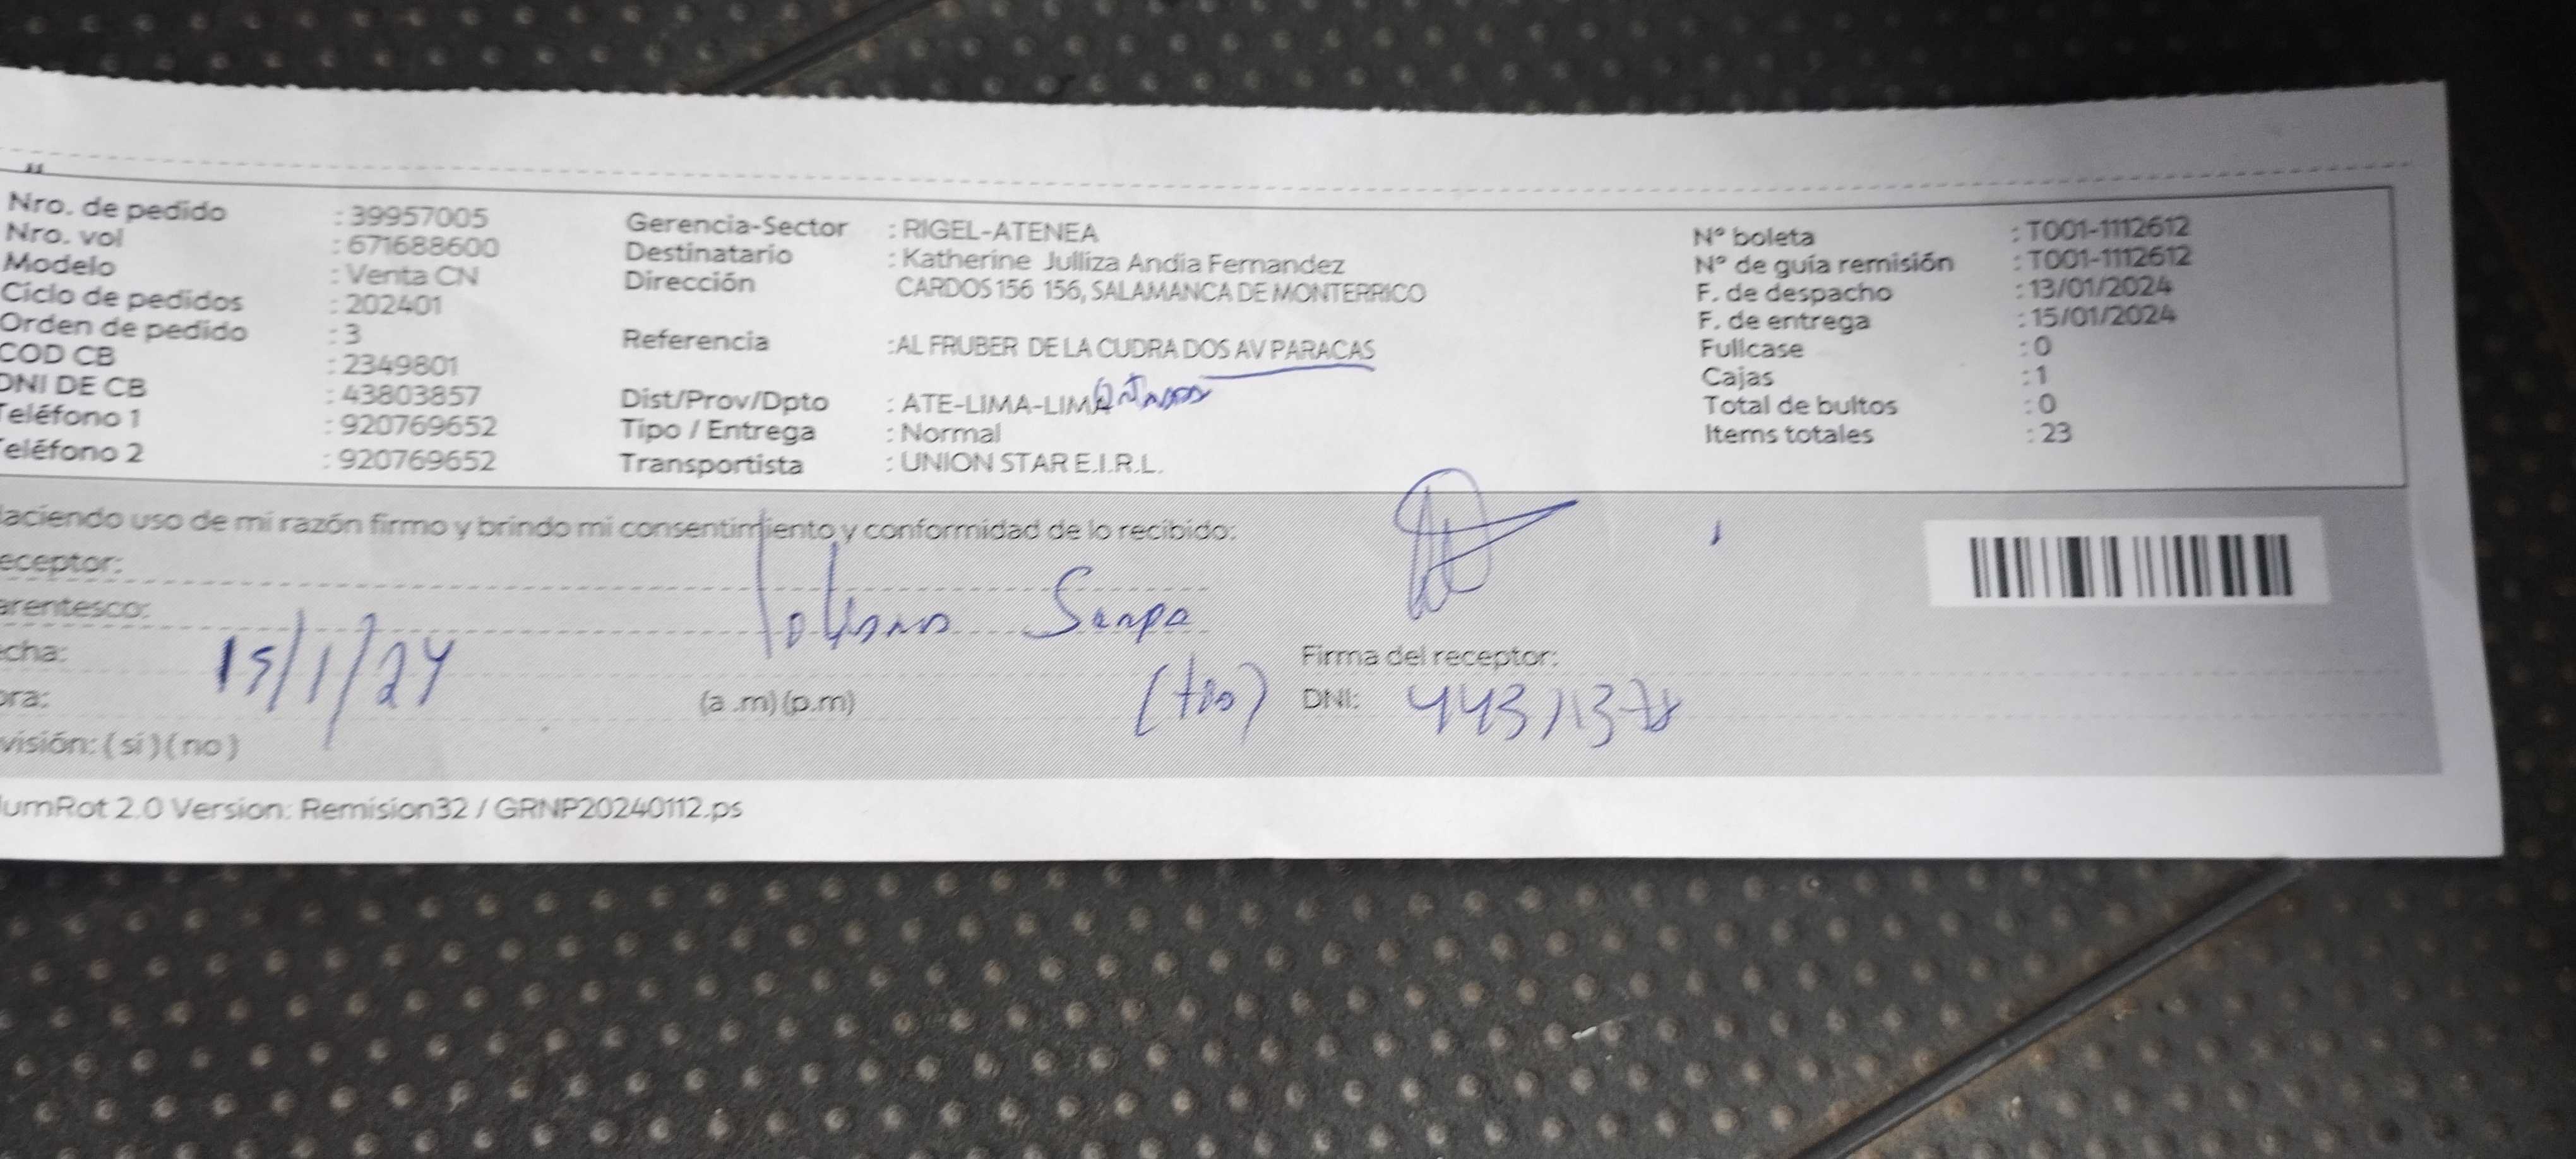 Nro. de pedido : 39957005
Nro. vol : 671688600
Modelo : Venta CN
Ciclo de pedidos : 202401
Orden de pedido : 3
COD CB : 2349801
DNI DE CB : 43803857
Teléfono 1 : 920769652
Teléfono 2 : 920769652
Gerencia-Sector : RIGEL-ATENEA
Destinatario : Katherine Julliza Andia Fernandez
Dirección CARDOS 156 156, SALAMANCA DE MONTERRICO
Referencia :AL FRUBER DE LA CUDRA DOS AV PARACAS
Dist/Prov/Dpto : ATE-LIMA-LIMA
Tipo / Entrega : Normal
Transportista : UNION STAR E.I.R.L.
N° boleta : T001-1112612
N° de guía remisión : T001-1112612
F. de despacho : 13/01/2024
F. de entrega : 15/01/2024
Fullcase : 0
Cajas : 1
Total de bultos : 0
Items totales : 23
Haciendo uso de mi razón firmo y brindo mi consentimiento y conformidad de lo recibido:
eceptor:
arentesco:
echa: 15/1/24
ora: (a .m) (p.m) (tio)
Firma del receptor:
DNI:
visión: ( si ) ( no )
umRot 2.0 Version: Remision32 / GRNP20240112.ps